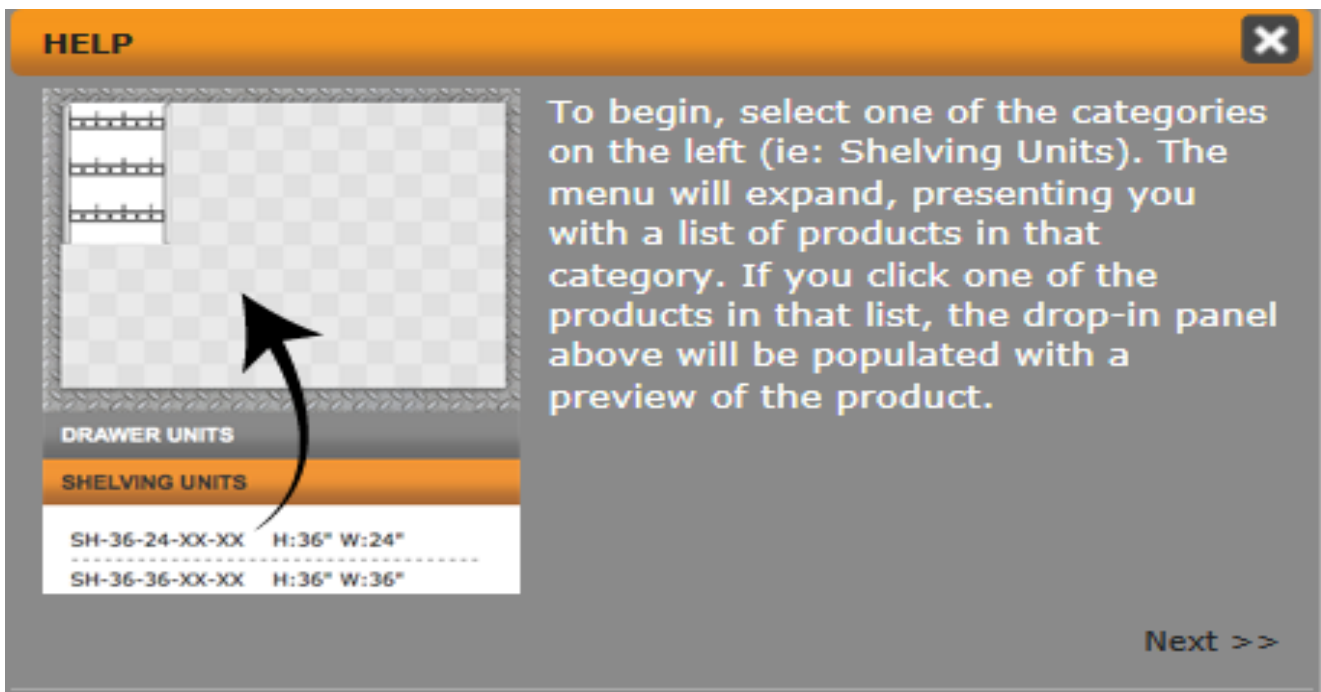 HELP
To begin, select one of the categories
on the left (ie: Shelving Units). The
menu will expand, presenting you
with a list of products in that
category. If you click one of the
products in that list, the drop-in panel
above will be populated with a
preview of the product.
DRAWER UNITS
SHELVING UNITS
SH-36-24-XX-XX H:36" W:24"
SH-36-36-XX-XX H:36" W:36"
Next >>